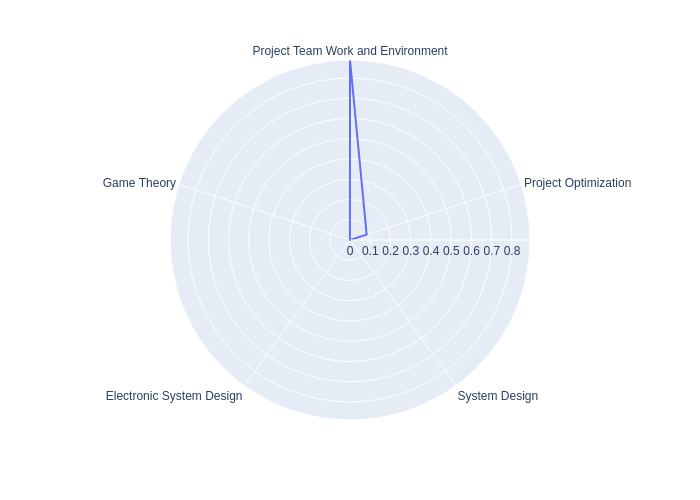 Project Team Work and Environment
Game Theory
Project Optimization
0 0.1 0.2 0.3 0.4 0.5 0.6 0.7 0.8
Electronic System Design
System Design